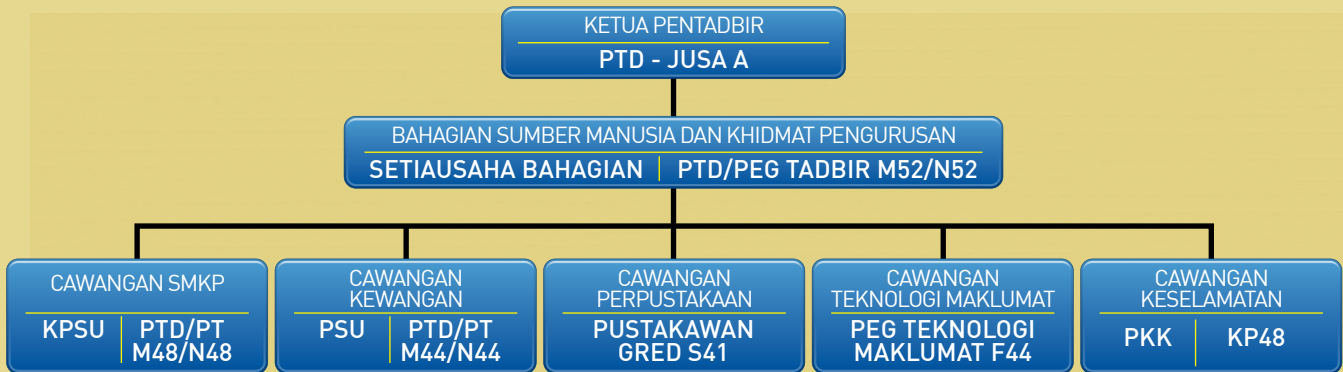 KETUA PENTADBIR
PTD - JUSA A
BAHAGIAN SUMBER MANUSIA DAN KHIDMAT PENGURUSAN
SETIAUSAHA BAHAGIAN PTD/PEG TADBIR M52/N52
CAWANGAN SMKP
KPSU PTD/PT
M48/N48
CAWANGAN
KEWANGAN
PSU PTD/PT
M44/N44
CAWANGAN
PERPUSTAKAAN
PUSTAKAWAN
GRED S41
CAWANGAN
TEKNOLOGI MAKLUMAT
PEG TEKNOLOGI
MAKLUMAT F44
CAWANGAN
KESELAMATAN
PKK KP48